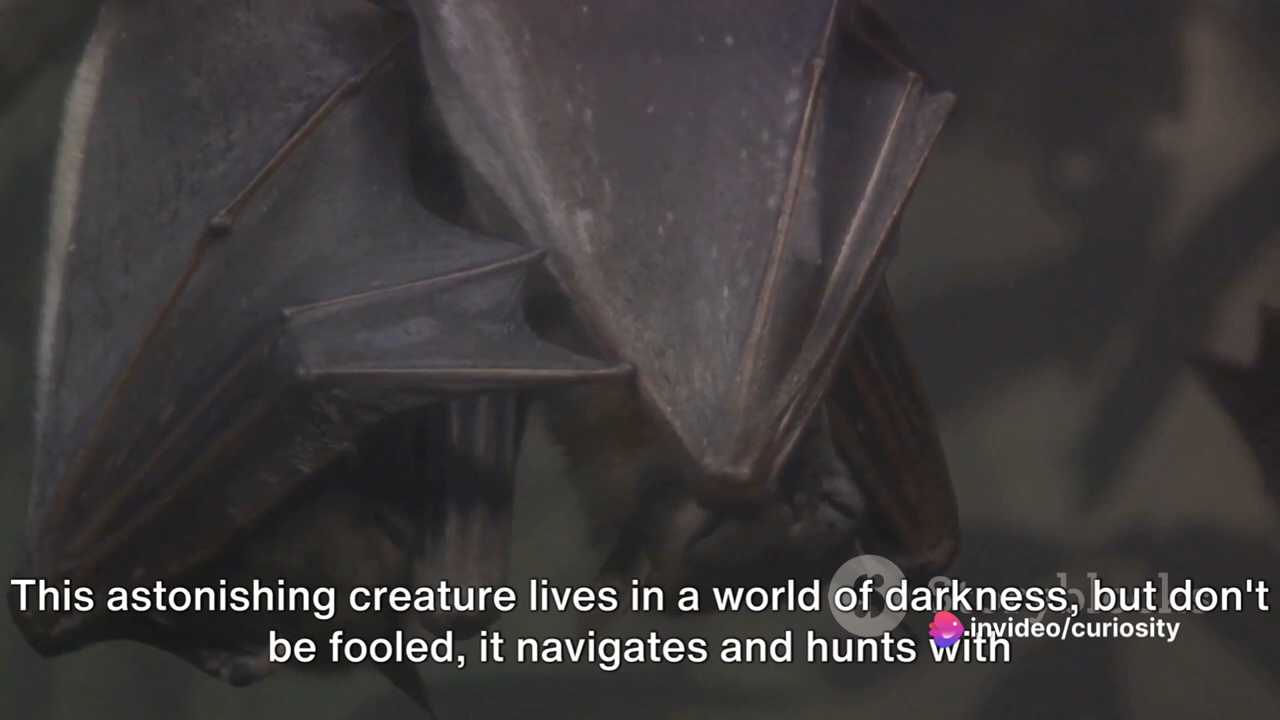 This astonishing creature lives in a world of darkness, but don't
be fooled, it navigates and hunts with
invideo/curiosity